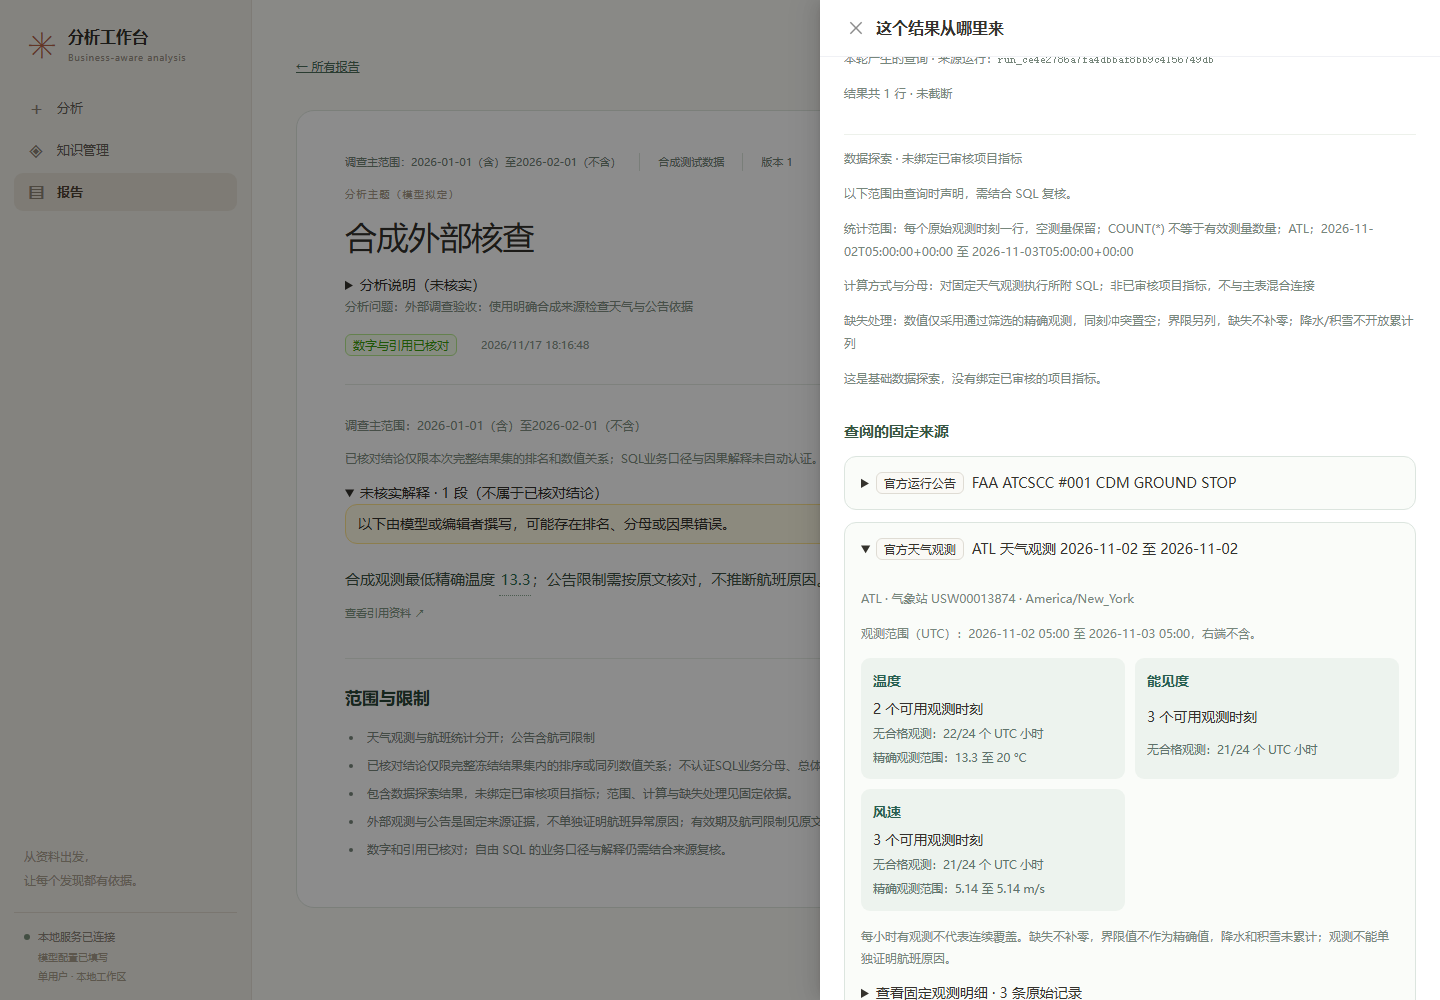 分析工作台
Business-aware analysis
分析
知识管理
报告
从资料出发，
让每个发现都有依据。
本地服务已连接
模型配置已填写
单用户 · 本地工作区
← 所有报告
调查主范围：2026-01-01（含）至2026-02-01（不含）
合成测试数据
版本 1
分析主题（模型拟定）
合成外部核查
分析说明（未核实）
分析问题：外部调查验收：使用明确合成来源检查天气与公告依据
数字与引用已核对
2026/11/17 18:16:48
调查主范围：2026-01-01（含）至2026-02-01（不含）
已核对结论仅限本次完整结果集的排名和数值关系；SQL业务口径与因果解释未自动认证。
未核实解释 · 1 段（不属于已核对结论）
以下由模型或编辑者撰写，可能存在排名、分母或因果错误。
合成观测最低精确温度 13.3；公告限制需按原文核对，不推断航班原因。
查看引用资料 ↗
范围与限制
天气观测与航班统计分开；公告含航司限制
已核对结论仅限完整冻结结果集内的排序或同列数值关系；不认证SQL业务分母、总体
包含数据探索结果，未绑定已审核项目指标；范围、计算与缺失处理见固定依据。
外部观测与公告是固定来源证据，不单独证明航班异常原因；有效期及航司限制见原文
数字和引用已核对；自由 SQL 的业务口径与解释仍需结合来源复核。
这个结果从哪里来
本轮产生的查询 · 来源运行：run_ce4e2786a7fa4dbbaf8bb9c4156749db
结果共 1 行 · 未截断
数据探索 · 未绑定已审核项目指标
以下范围由查询时声明，需结合 SQL 复核。
统计范围：每个原始观测时刻一行，空测量保留；COUNT(*) 不等于有效测量数量；ATL；2026-11-
02T05:00:00+00:00 至 2026-11-03T05:00:00+00:00
计算方式与分母：对固定天气观测执行所附 SQL；非已审核项目指标，不与主表混合连接
缺失处理：数值仅采用通过筛选的精确观测，同刻冲突置空；界限另列，缺失不补零；降水/积雪不开放累计
列
这是基础数据探索，没有绑定已审核的项目指标。
查阅的固定来源
官方运行公告 FAA ATCSCC #001 CDM GROUND STOP
官方天气观测 ATL 天气观测 2026-11-02 至 2026-11-02
ATL · 气象站 USW00013874 · America/New_York
观测范围（UTC）：2026-11-02 05:00 至 2026-11-03 05:00，右端不含。
温度
2 个可用观测时刻
无合格观测：22/24 个 UTC 小时
精确观测范围：13.3 至 20 °C
能见度
3 个可用观测时刻
无合格观测：21/24 个 UTC 小时
风速
3 个可用观测时刻
无合格观测：21/24 个 UTC 小时
精确观测范围：5.14 至 5.14 m/s
每小时有观测不代表连续覆盖。缺失不补零，界限值不作为精确值，降水和积雪未累计；观测不能单
独证明航班原因。
查看固定观测明细 · 3 条原始记录